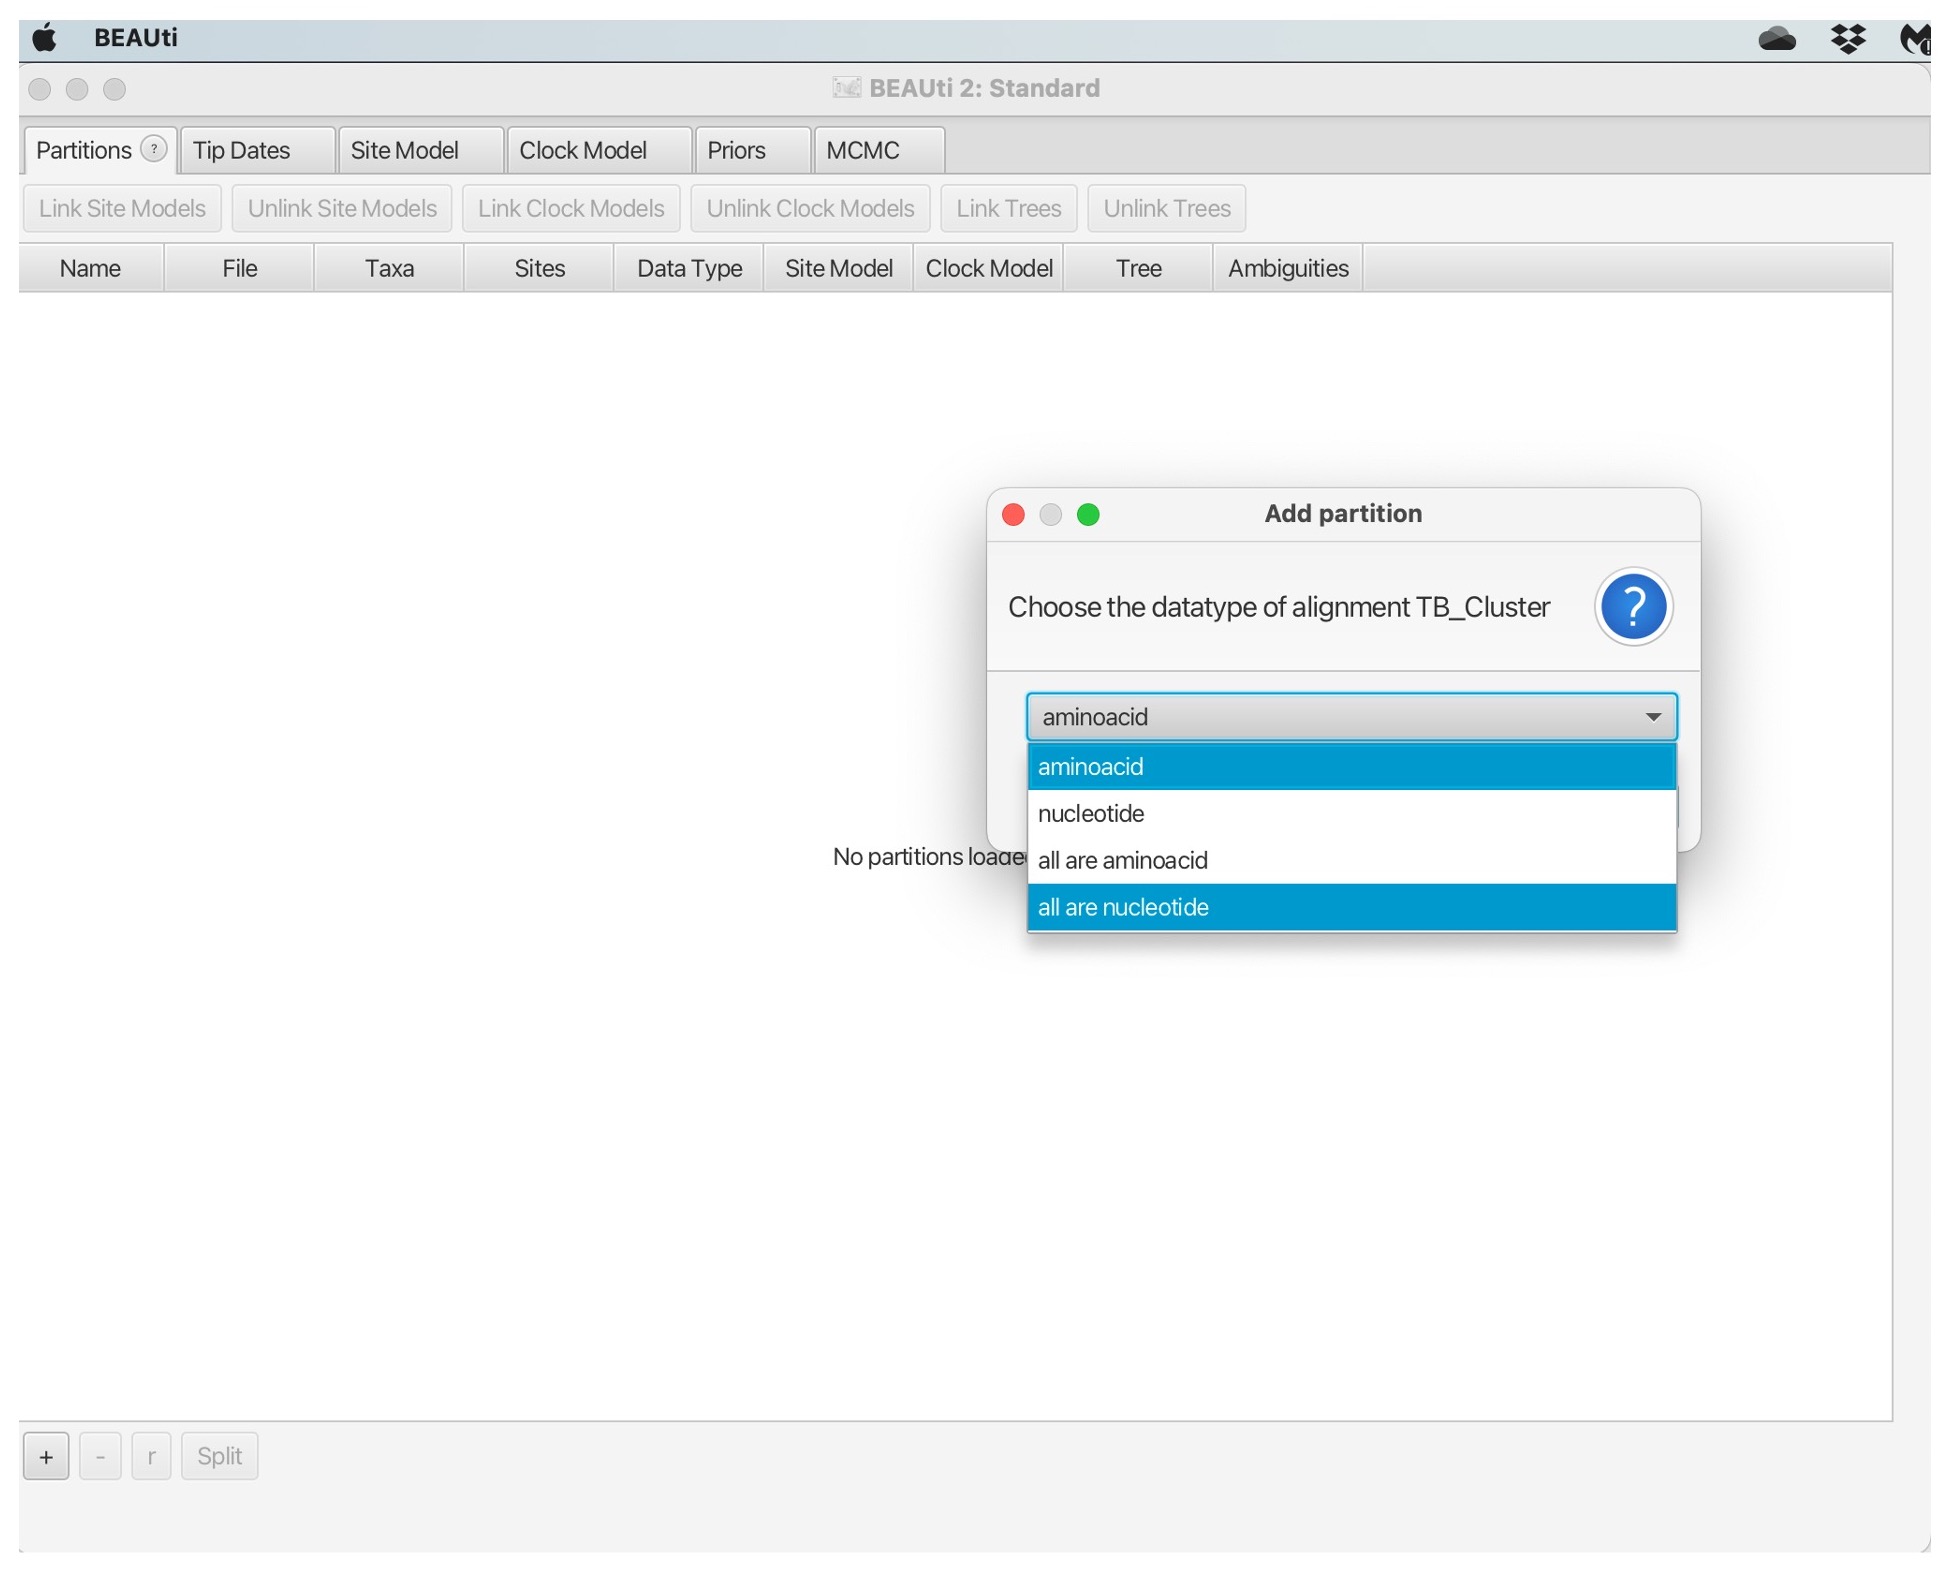 BEAUti
BEAUti 2: Standard
Partitions ? Tip Dates Site Model Clock Model Priors MCMC
Link Site Models Unlink Site Models Link Clock Models Unlink Clock Models Link Trees Unlink Trees
Name File Taxa Sites Data Type Site Model Clock Model Tree Ambiguities
Add partition
Choose the datatype of alignment TB_Cluster ?
aminoacid
aminoacid
nucleotide
No partitions loade
all are aminoacid
all are nucleotide
+ - r Split